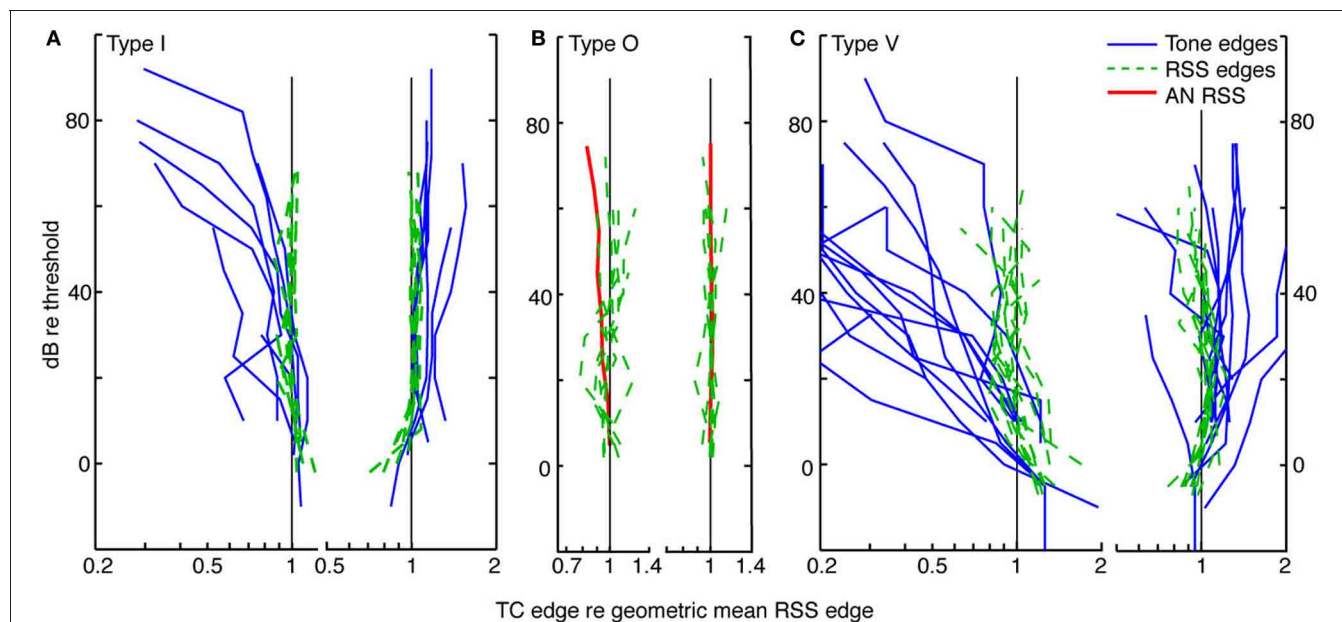 A Type I
B Type O
C Type V
Tone edges
RSS edges
AN RSS
dB re threshold
80
40
0
80
40
0
80
40
0
80
40
0
0.2 0.5 1 0.5 1 2
0.7 1 1.4 1 1.4
0.2 0.5 1 2 1 2
TC edge re geometric mean RSS edge